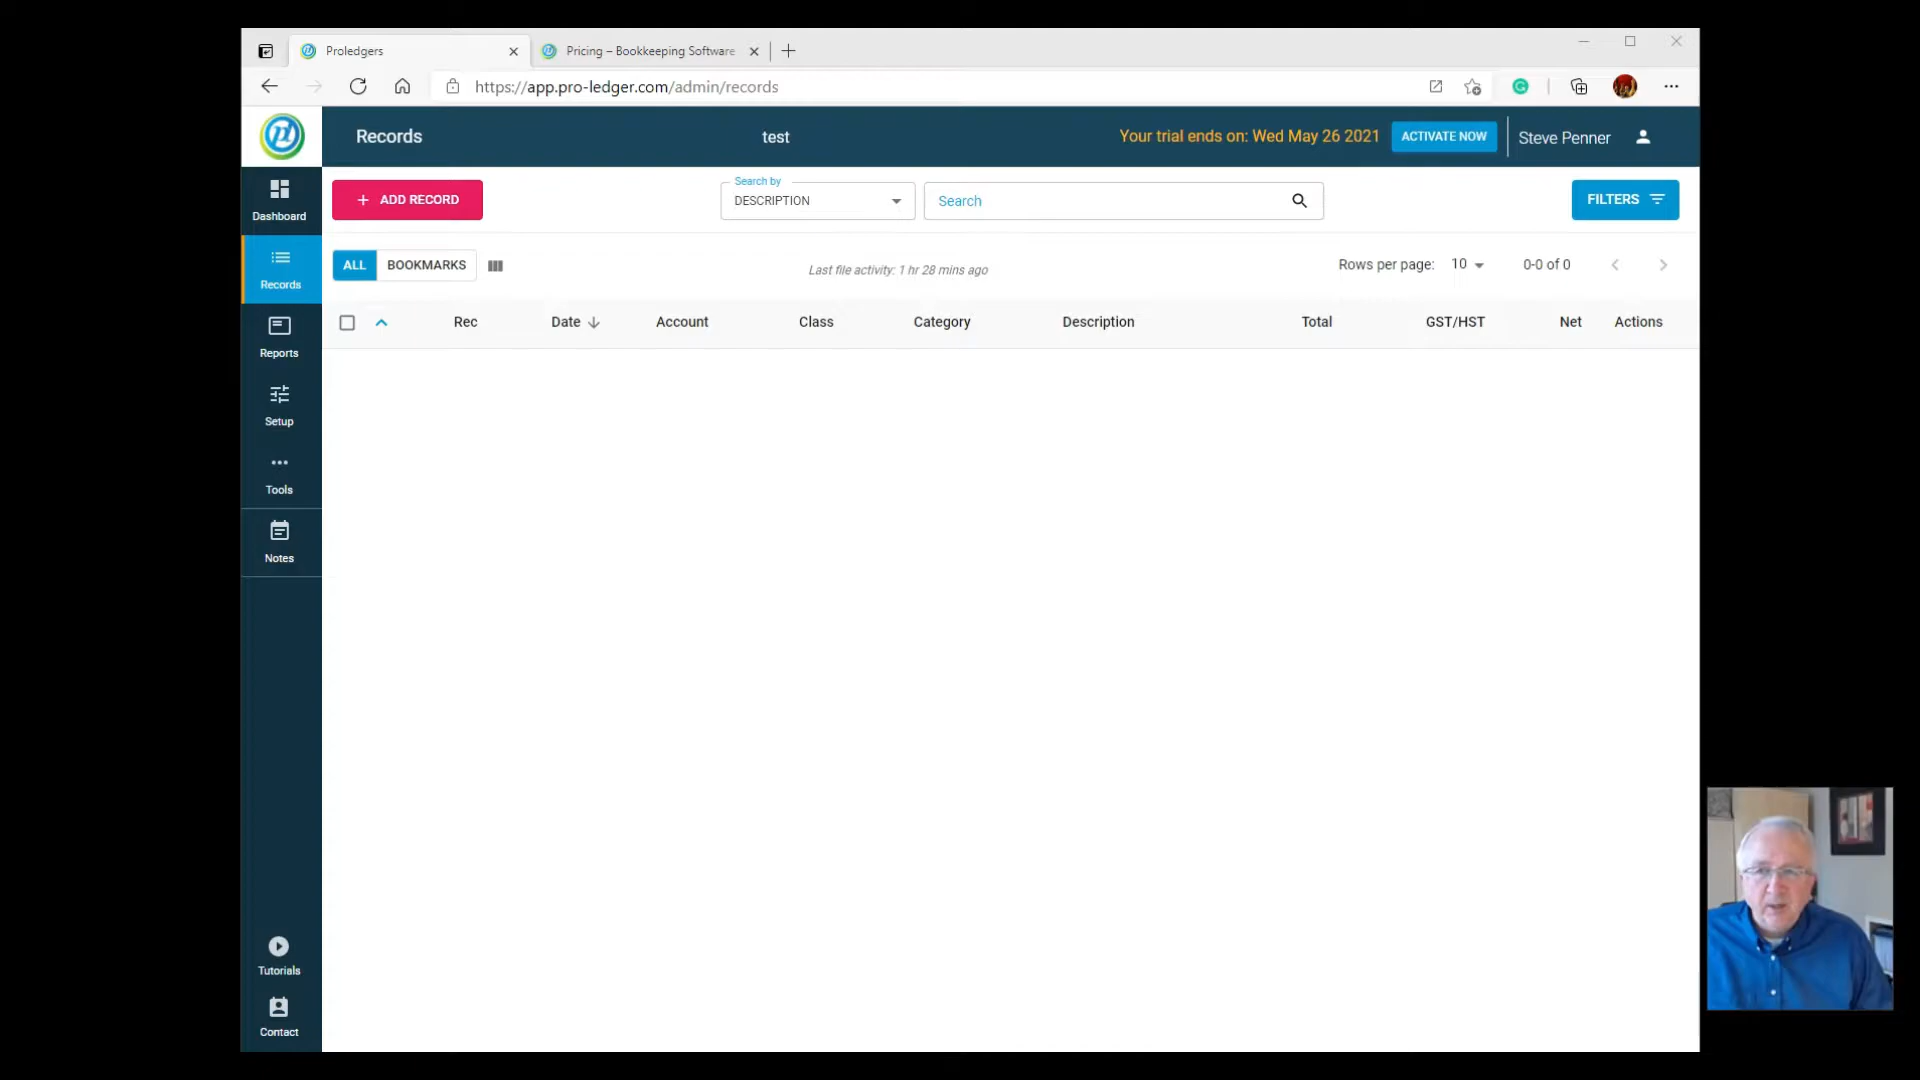 Proledgers
Pricing – Bookkeeping Software
https://app.pro-ledger.com/admin/records
Records
test
Your trial ends on: Wed May 26 2021
ACTIVATE NOW
Steve Penner
+ ADD RECORD
Search by
DESCRIPTION
Search
FILTERS
ALL
BOOKMARKS
Last file activity: 1 hr 28 mins ago
Rows per page: 10
0-0 of 0
Rec Date Account Class Category Description Total GST/HST Net Actions
Dashboard
Records
Reports
Setup
Tools
Notes
Tutorials
Contact